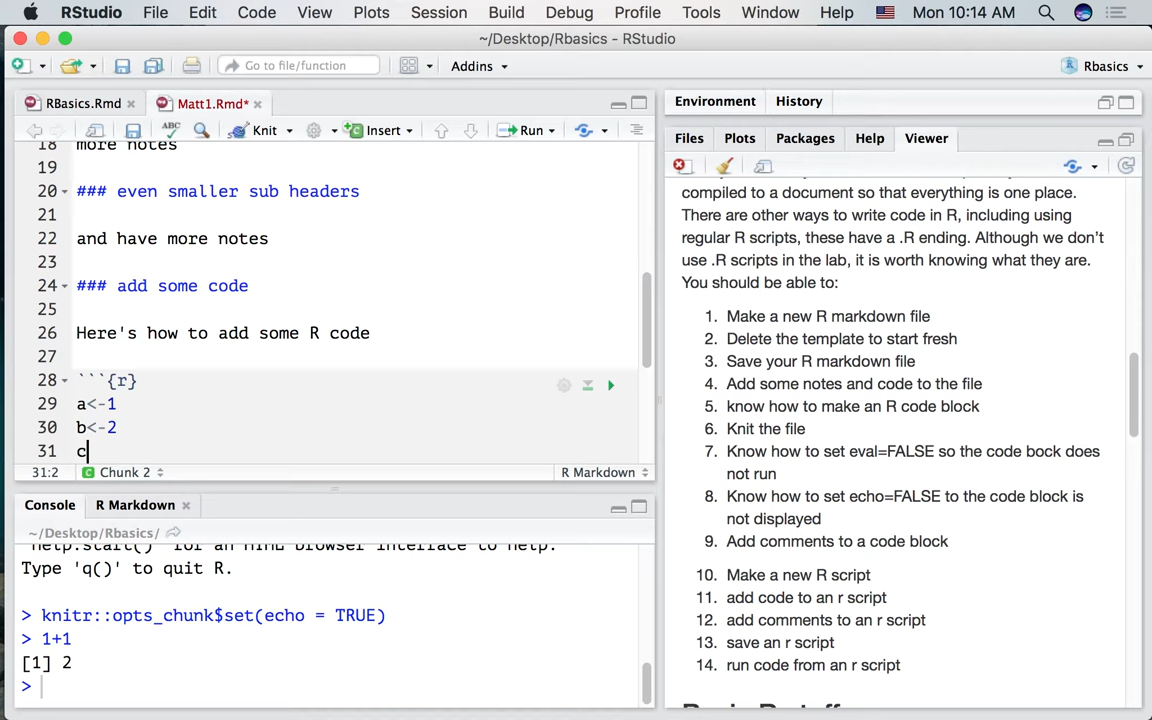 RStudio File Edit Code View Plots Session Build Debug Profile Tools Window Help Mon 10:14 AM
~/Desktop/Rbasics - RStudio
Go to file/function Addins Rbasics
RBasics.Rmd Matt1.Rmd*
ABC Knit Insert Run
18 more notes
19
20 ### even smaller sub headers
21
22 and have more notes
23
24 ### add some code
25
26 Here's how to add some R code
27
28 ```{r}
29 a<-1
30 b<-2
31 c
31:2 Chunk 2 R Markdown
Console R Markdown
~/Desktop/Rbasics/
'help.start()' for an HTML browser interface to help.
Type 'q()' to quit R.
> knitr::opts_chunk$set(echo = TRUE)
> 1+1
[1] 2
>
Environment History
Files Plots Packages Help Viewer
compiled to a document so that everything is one place.
There are other ways to write code in R, including using
regular R scripts, these have a .R ending. Although we don't
use .R scripts in the lab, it is worth knowing what they are.
You should be able to:
1. Make a new R markdown file
2. Delete the template to start fresh
3. Save your R markdown file
4. Add some notes and code to the file
5. know how to make an R code block
6. Knit the file
7. Know how to set eval=FALSE so the code bock does
not run
8. Know how to set echo=FALSE to the code block is
not displayed
9. Add comments to a code block
10. Make a new R script
11. add code to an r script
12. add comments to an r script
13. save an r script
14. run code from an r script